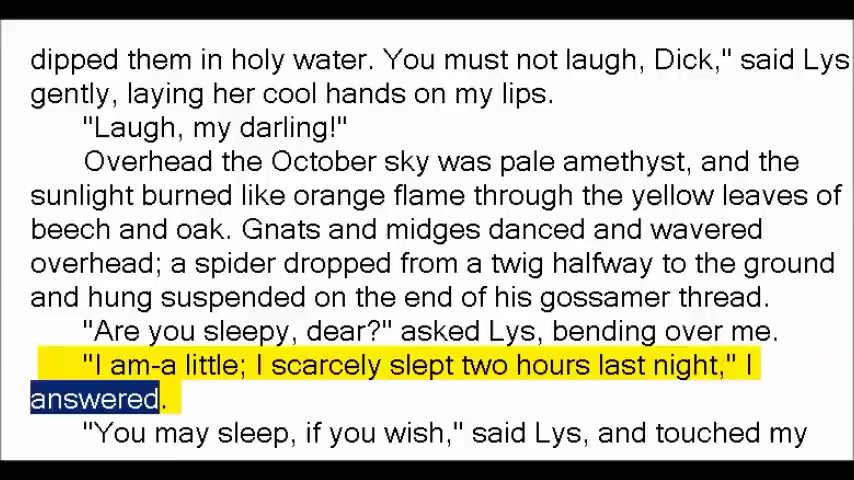 dipped them in holy water. You must not laugh, Dick," said Lys
gently, laying her cool hands on my lips.
"Laugh, my darling!"
Overhead the October sky was pale amethyst, and the
sunlight burned like orange flame through the yellow leaves of
beech and oak. Gnats and midges danced and wavered
overhead; a spider dropped from a twig halfway to the ground
and hung suspended on the end of his gossamer thread.
"Are you sleepy, dear?" asked Lys, bending over me.
"I am-a little; I scarcely slept two hours last night," I
answered.
"You may sleep, if you wish," said Lys, and touched my